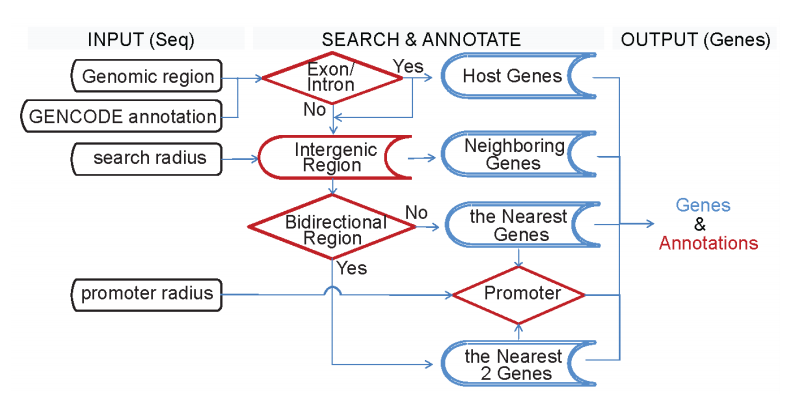 INPUT (Seq)
SEARCH & ANNOTATE
OUTPUT (Genes)
Genomic region
Exon/
Intron
Yes
Host Genes
GENCODE annotation
No
search radius
Intergenic
Region
Neighboring
Genes
Bidirectional
Region
No
the Nearest
Genes
Genes
&
Annotations
Yes
promoter radius
Promoter
the Nearest
2 Genes